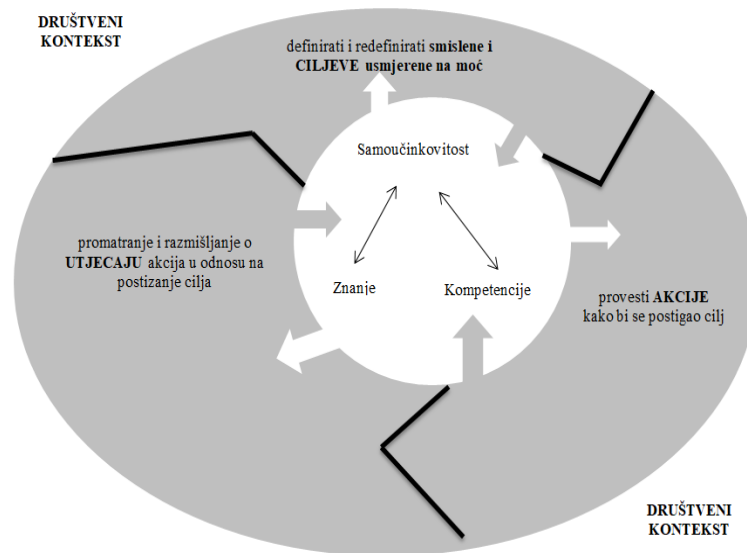 DRUŠTVENI
KONTEKST
definirati i redefinirati smislene i
CILJEVE usmjerene na moć
Samoučinkovitost
promatranje i razmišljanje o
UTJECAJU akcija u odnosu na
postizanje cilja
Znanje
Kompetencije
provesti AKCIJE
kako bi se postigao cilj
DRUŠTVENI
KONTEKST